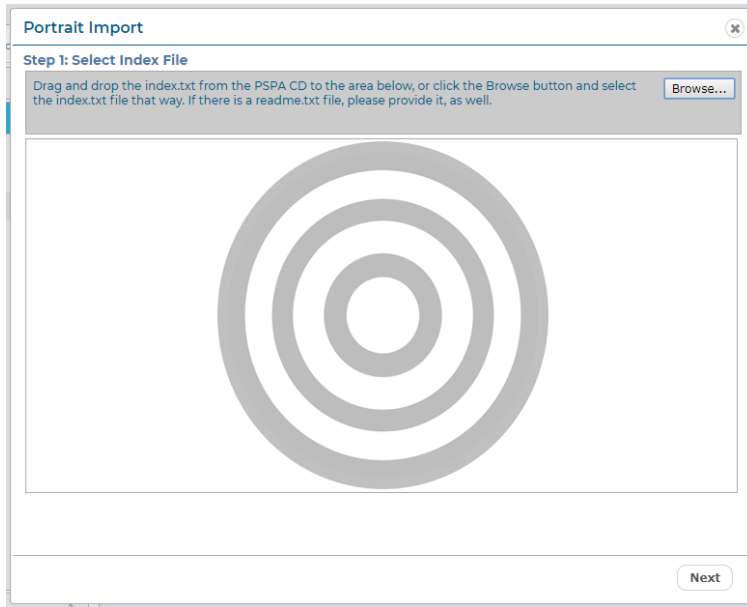 Portrait Import
Step 1: Select Index File
Drag and drop the index.txt from the PSPA CD to the area below, or click the Browse button and select
the index.txt file that way. If there is a readme.txt file, please provide it, as well.
Browse...
Next